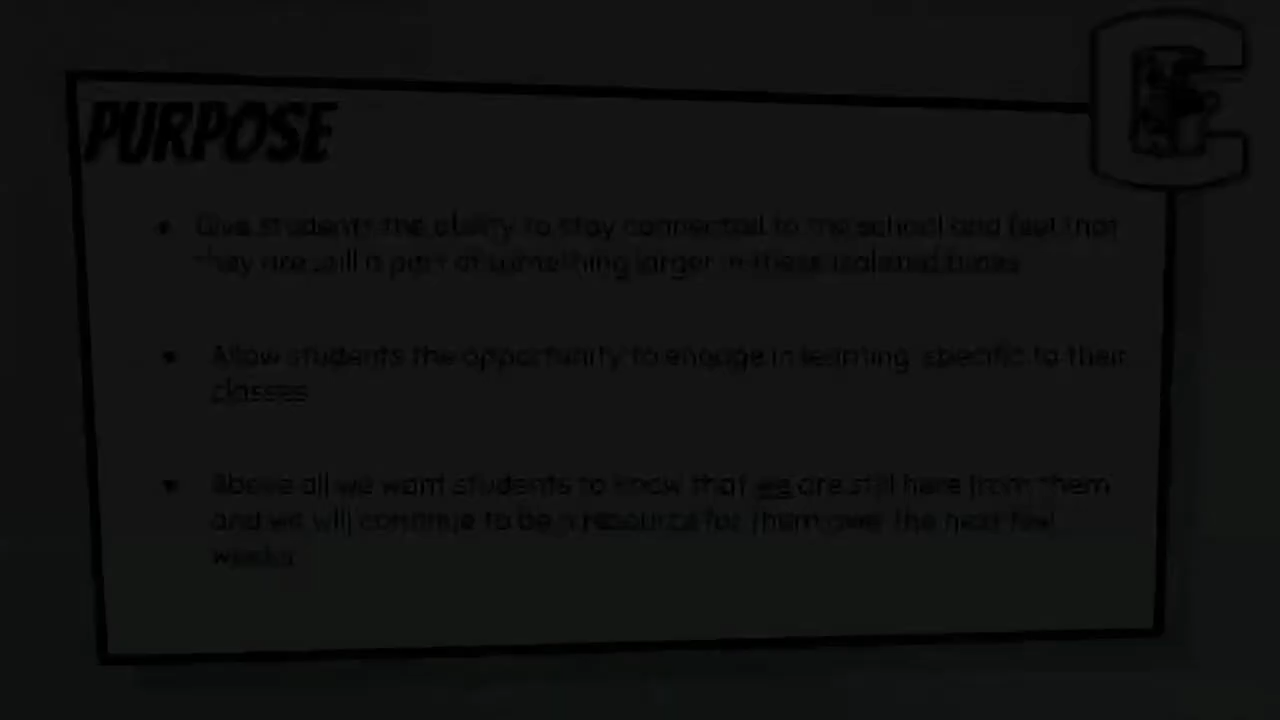 PURPOSE
Give students the ability to stay connected to the school and feel that
they are still a part of something larger in these isolated times
Allow students the opportunity to engage in learning specific to their
classes
Above all we want students to know that we are still here from them
and we will continue to be a resource for them over the next few
weeks